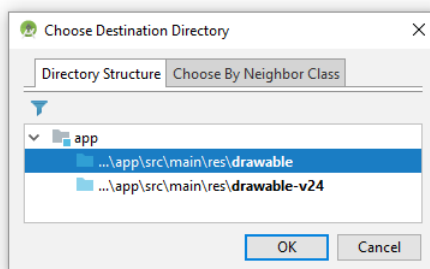 Choose Destination Directory
Directory Structure Choose By Neighbor Class
app
...\app\src\main\res\drawable
...\app\src\main\res\drawable-v24
OK Cancel